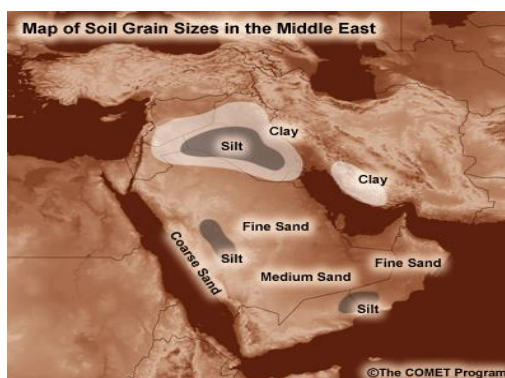 Map of Soil Grain Sizes in the Middle East
Clay
Silt
Clay
Fine Sand
Coarse Sand
Silt
Medium Sand
Fine Sand
Silt
©The COMET Program